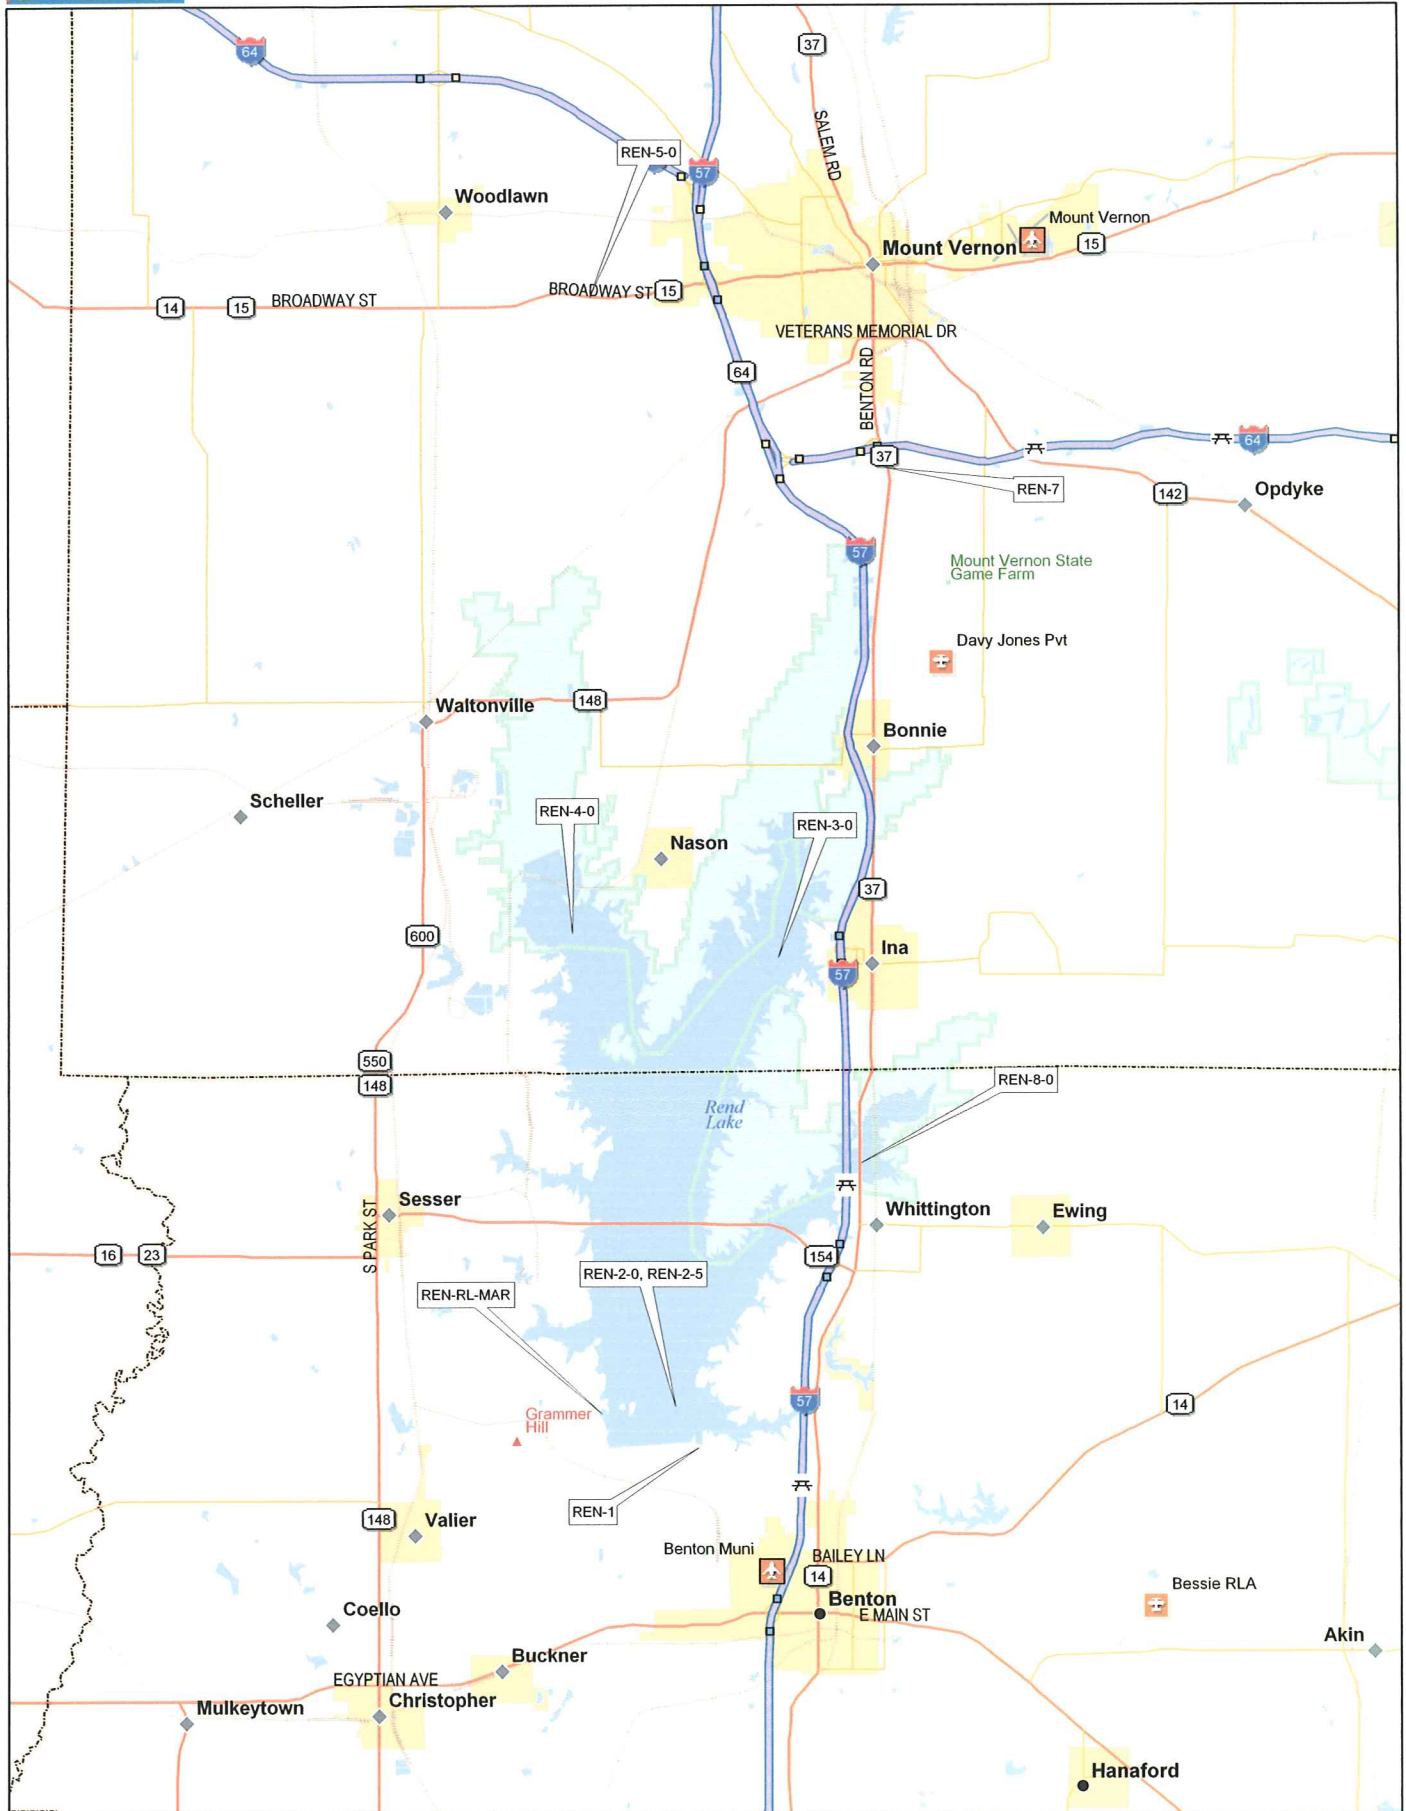 64
37
SALEM RD
REN-5-0
57
Woodlawn
Mount Vernon
Mount Vernon
15
BROADWAY ST
15
14
15
BROADWAY ST
VETERANS MEMORIAL DR
BENTON RD
64
37
64
REN-7
142
Opdyke
57
Mount Vernon State
Game Farm
Davy Jones Pvt
148
Waltonville
Bonnie
Scheller
REN-4-0
REN-3-0
Nason
37
600
Ina
57
550
148
REN-8-0
Rend
Lake
Sesser
S PARK ST
Whittington
Ewing
16
23
154
REN-2-0, REN-2-5
REN-RL-MAR
57
14
Grammer
Hill
REN-1
148
Valier
Benton Muni
BAILEY LN
14
Bessie RLA
Benton
E MAIN ST
Coello
Akin
Buckner
EGYPTIAN AVE
Christopher
Mulkeytown
Hanaford